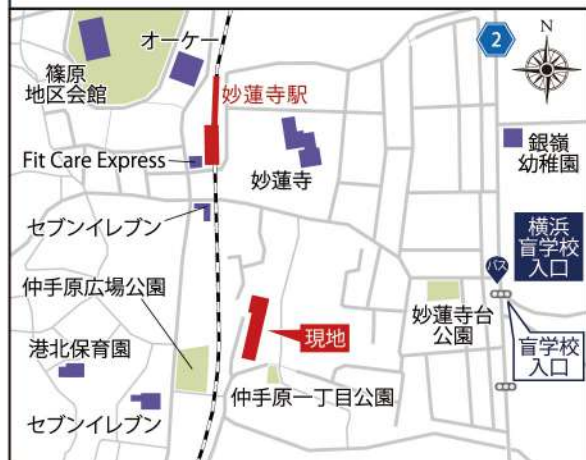 オーケー
2
N
篠原
地区会館
妙蓮寺駅
銀嶺
幼稚園
Fit Care Express
妙蓮寺
セブンイレブン
横浜
盲学校
入口
バス
仲手原広場公園
妙蓮寺台
公園
現地
盲学校
入口
港北保育園
仲手原一丁目公園
セブンイレブン